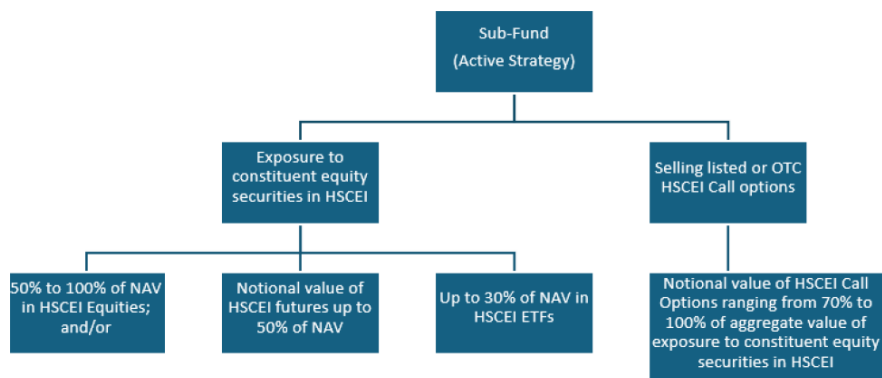 Sub-Fund
(Active Strategy)
Exposure to
constituent equity
securities in HSCEI
Selling listed or OTC
HSCEI Call options
50% to 100% of NAV
in HSCEI Equities;
and/or
Notional value of
HSCEI futures up to
50% of NAV
Up to 30% of NAV in
HSCEI ETFs
Notional value of HSCEI Call
Options ranging from 70% to
100% of aggregate value of
exposure to constituent equity
securities in HSCEI